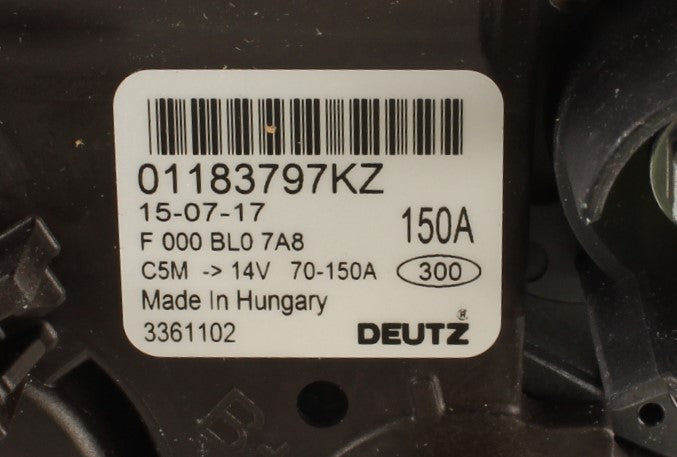 01183797KZ
15-07-17
150A
F 000 BL0 7A8
C5M -> 14V 70-150A 300
Made In Hungary
3361102
DEUTZ ®
B